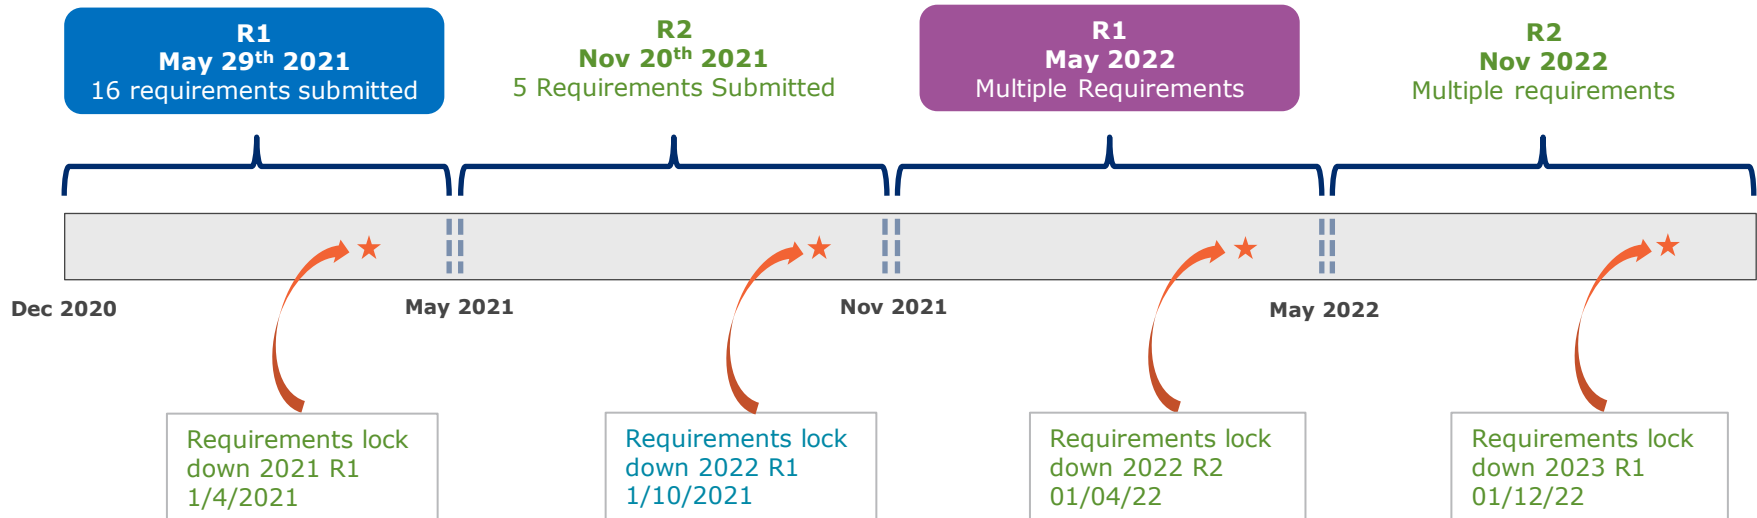 R1
May 29th 2021
16 requirements submitted
R2
Nov 20th 2021
5 Requirements Submitted
R1
May 2022
Multiple Requirements
R2
Nov 2022
Multiple requirements
Dec 2020
May 2021
Nov 2021
May 2022
Requirements lock
down 2021 R1
1/4/2021
Requirements lock
down 2022 R1
1/10/2021
Requirements lock
down 2022 R2
01/04/22
Requirements lock
down 2023 R1
01/12/22